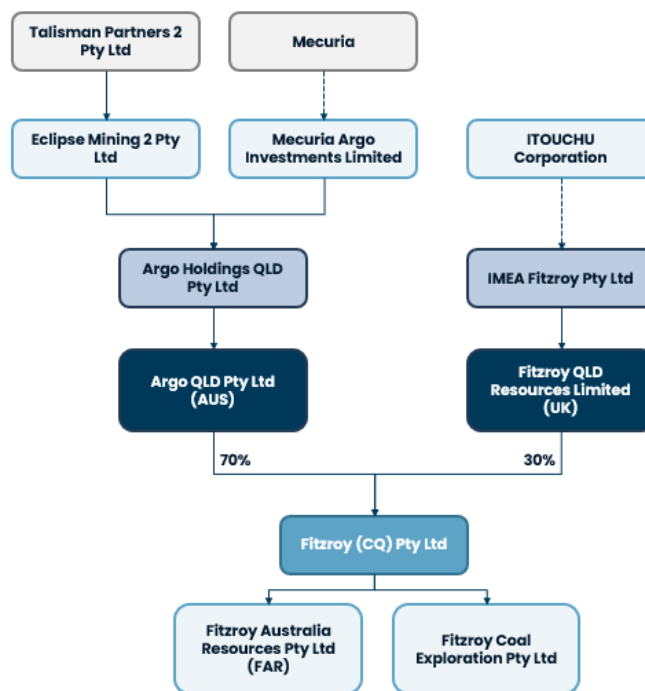 Talisman Partners 2
Pty Ltd
Mecuria
Eclipse Mining 2 Pty
Ltd
Mecuria Argo
Investments Limited
ITOUCHU
Corporation
Argo Holdings QLD
Pty Ltd
IMEA Fitzroy Pty Ltd
Argo QLD Pty Ltd
(AUS)
Fitzroy QLD
Resources Limited
(UK)
70%
30%
Fitzroy (CQ) Pty Ltd
Fitzroy Australia
Resources Pty Ltd
(FAR)
Fitzroy Coal
Exploration Pty Ltd